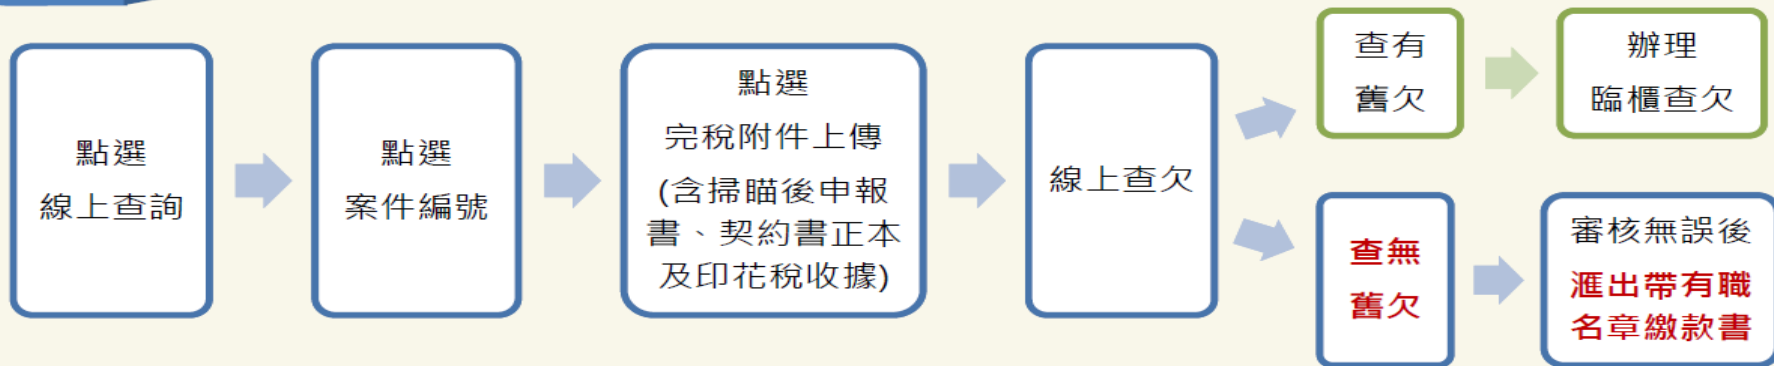 點選
線上查詢
點選
案件編號
點選
完稅附件上傳
(含掃瞄後申報
書、契約書正本
及印花稅收據)
線上查欠
查有
舊欠
辦理
臨櫃查欠
查無
舊欠
審核無誤後
滙出帶有職
名章繳款書